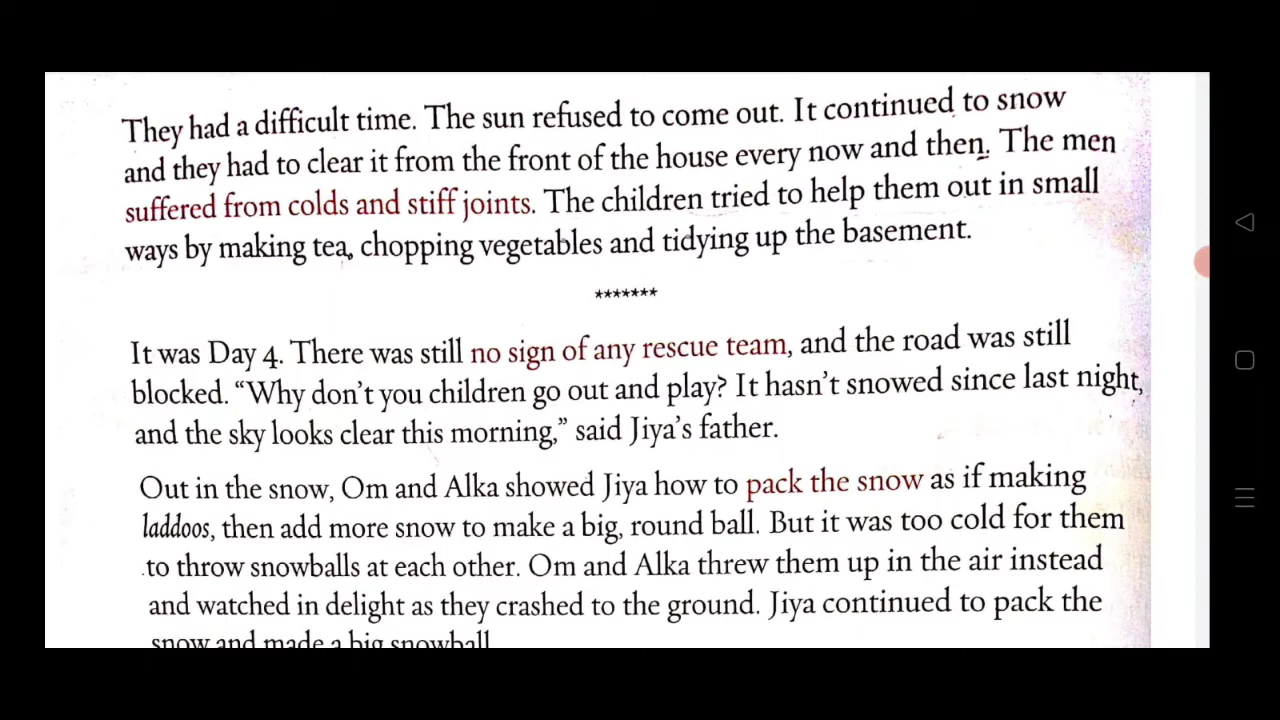 They had a difficult time. The sun refused to come out. It continued to snow
and they had to clear it from the front of the house every now and then. The men
suffered from colds and stiff joints. The children tried to help them out in small
ways by making tea, chopping vegetables and tidying up the basement.
*******
It was Day 4. There was still no sign of any rescue team, and the road was still
blocked. “Why don’t you children go out and play? It hasn’t snowed since last night,
and the sky looks clear this morning,” said Jiya’s father.
Out in the snow, Om and Alka showed Jiya how to pack the snow as if making
laddoos, then add more snow to make a big, round ball. But it was too cold for them
to throw snowballs at each other. Om and Alka threw them up in the air instead
and watched in delight as they crashed to the ground. Jiya continued to pack the
snow and made a big snowball